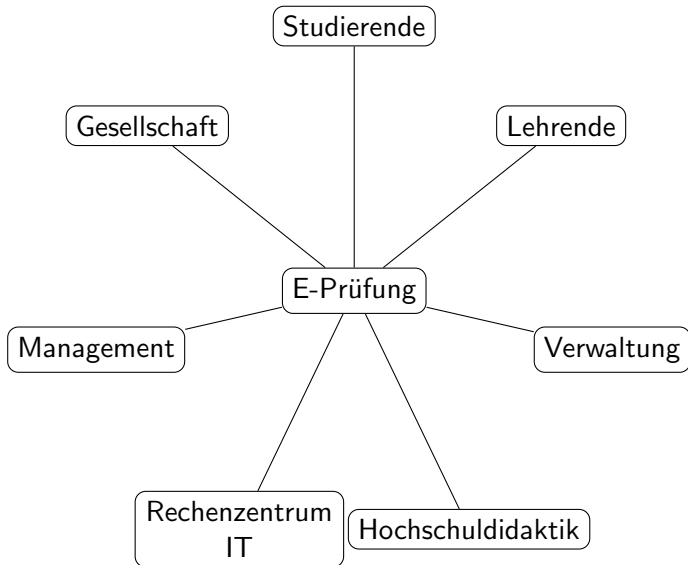 Studierende
Gesellschaft
Lehrende
E-Prüfung
Management
Verwaltung
Rechenzentrum
IT
Hochschuldidaktik